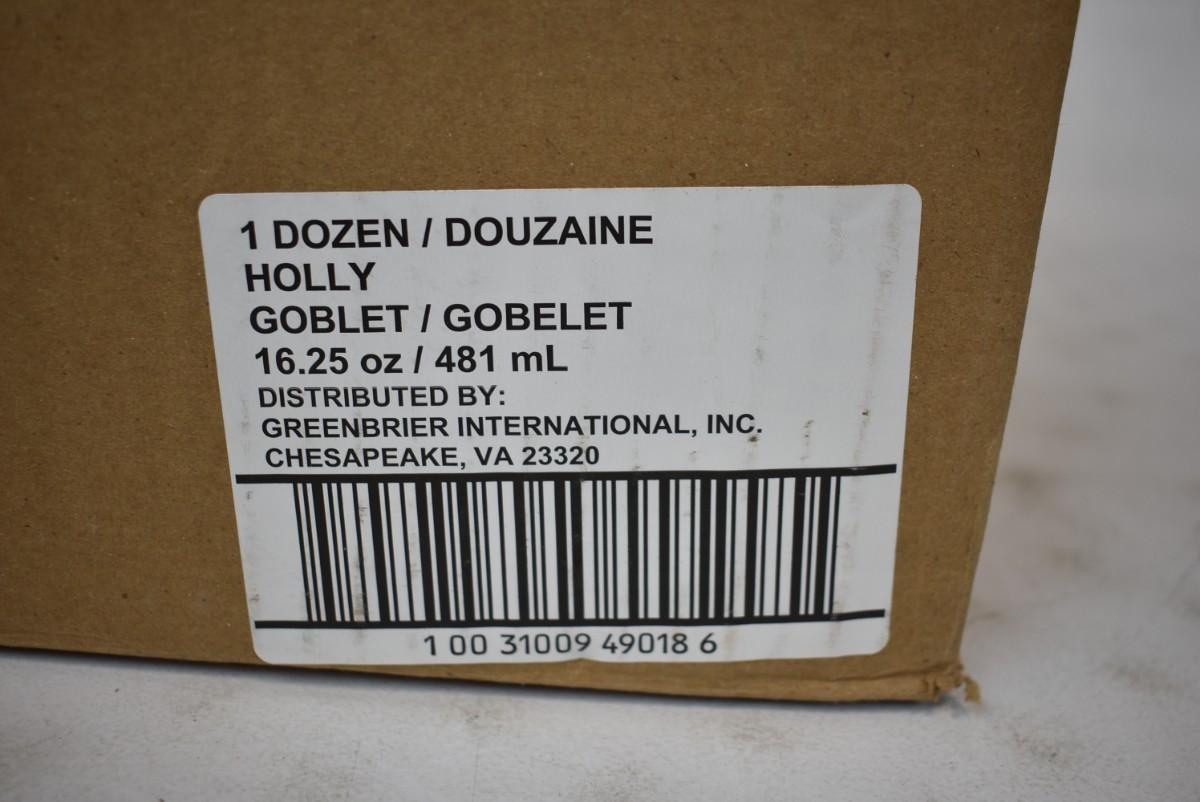 1 DOZEN / DOUZAINE
HOLLY
GOBLET / GOBELET
16.25 oz / 481 mL
DISTRIBUTED BY:
GREENBRIER INTERNATIONAL, INC.
CHESAPEAKE, VA 23320
1 00 31009 49018 6